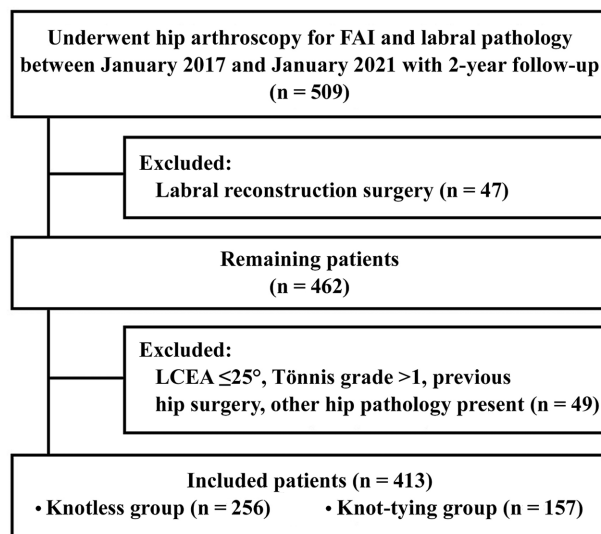 Underwent hip arthroscopy for FAI and labral pathology
between January 2017 and January 2021 with 2-year follow-up
(n = 509)
Excluded:
Labral reconstruction surgery (n = 47)
Remaining patients
(n = 462)
Excluded:
LCEA ≤25°, Tönnis grade >1, previous
hip surgery, other hip pathology present (n = 49)
Included patients (n = 413)
• Knotless group (n = 256) • Knot-tying group (n = 157)